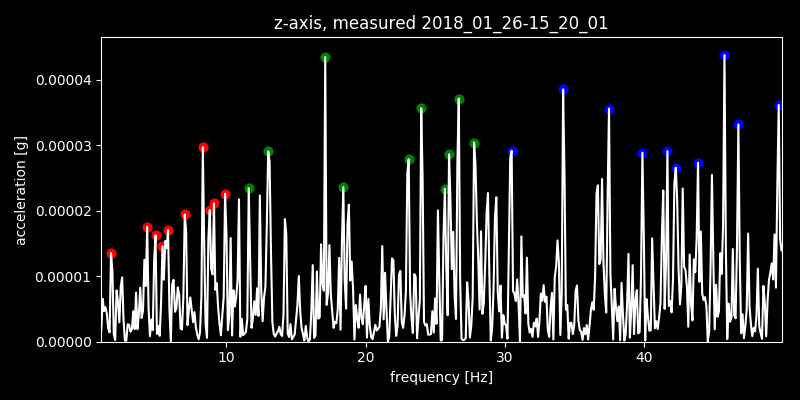 z-axis, measured 2018_01_26-15_20_01
0.00004
0.00003
0.00002
0.00001
0.00000
acceleration [g]
10 20 30 40
frequency [Hz]